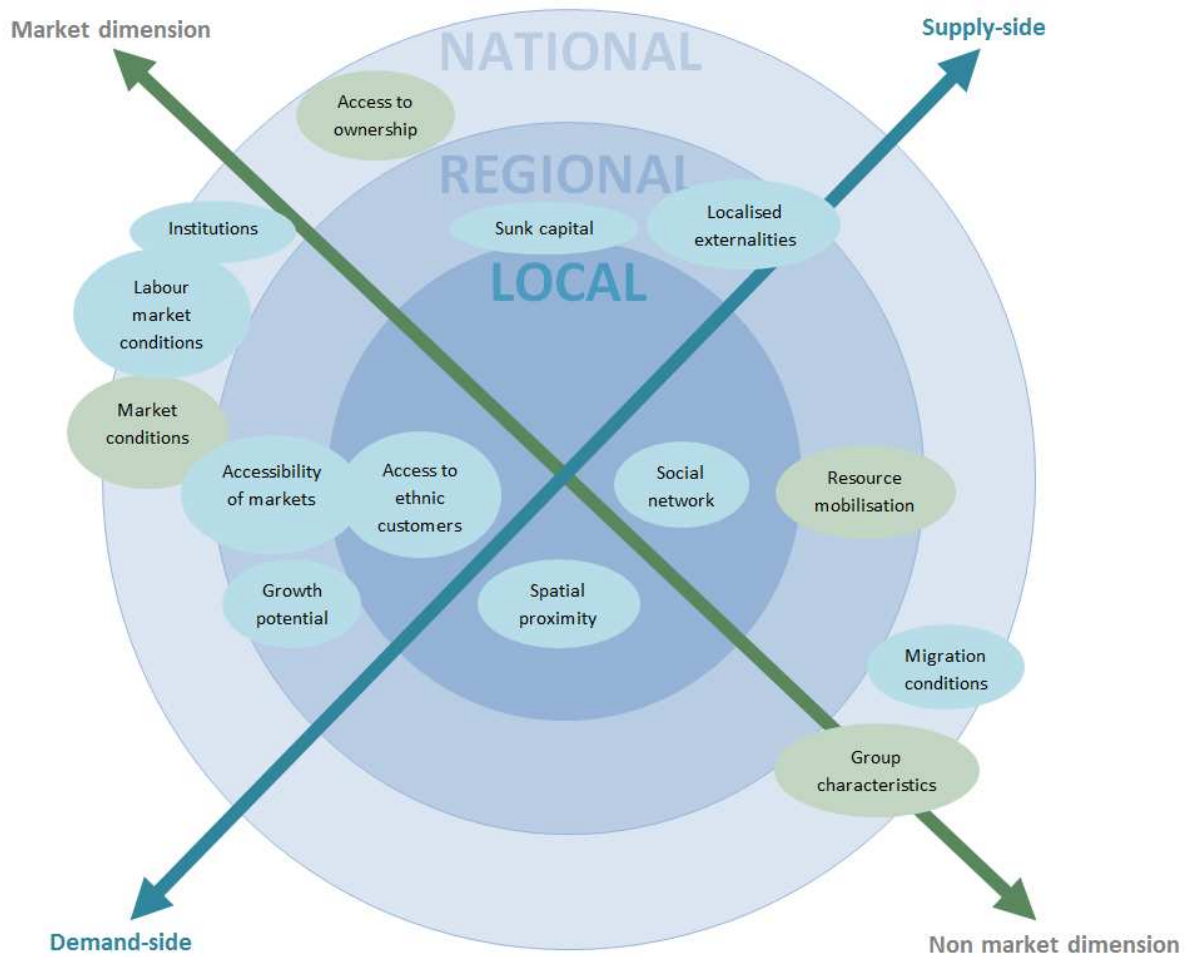 Market dimension
Supply-side
NATIONAL
Access to
ownership
REGIONAL
Institutions
Sunk capital
Localised
externalities
LOCAL
Labour
market
conditions
Market
conditions
Accessibility
of markets
Access to
ethnic
customers
Social
network
Resource
mobilisation
Growth
potential
Spatial
proximity
Migration
conditions
Group
characteristics
Demand-side
Non market dimension